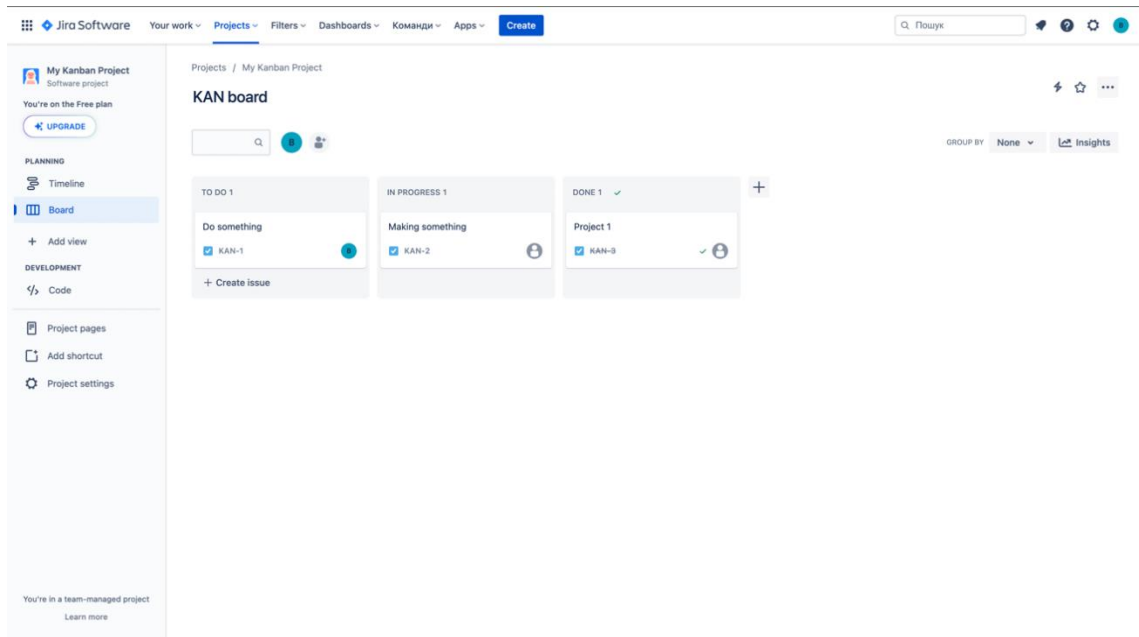 Jira Software Your work Projects Filters Dashboards Команди Apps Create Пошук
My Kanban Project
Software project
You're on the Free plan
UPGRADE
PLANNING
Timeline
Board
Add view
DEVELOPMENT
Code
Project pages
Add shortcut
Project settings
You're in a team-managed project
Learn more
Projects / My Kanban Project
KAN board
B
GROUP BY None Insights
TO DO 1
Do something
KAN-1 B
+ Create issue
IN PROGRESS 1
Making something
KAN-2
DONE 1
Project 1
KAN-3